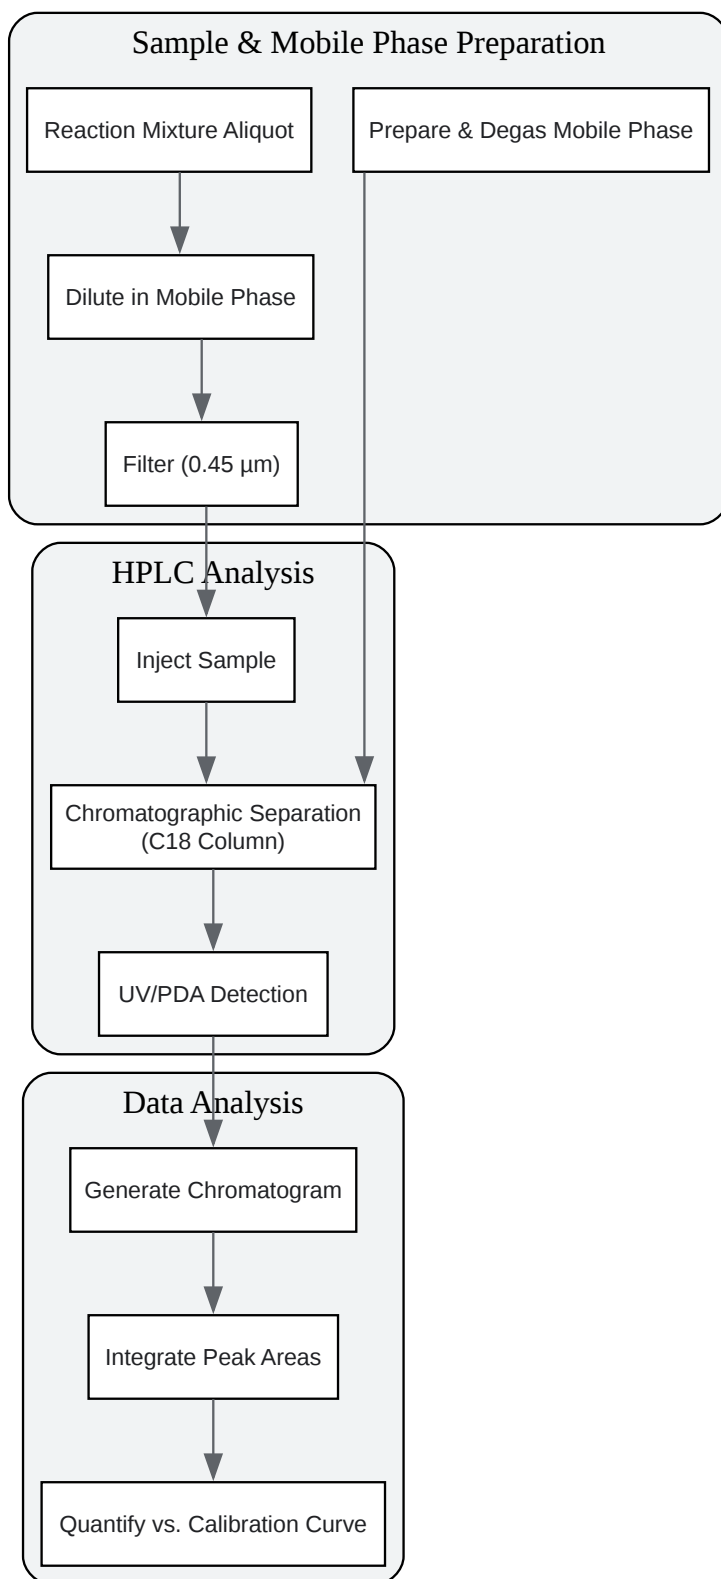 Sample & Mobile Phase Preparation
Reaction Mixture Aliquot
Prepare & Degas Mobile Phase
Dilute in Mobile Phase
Filter (0.45 µm)
HPLC Analysis
Inject Sample
Chromatographic Separation
(C18 Column)
UV/PDA Detection
Data Analysis
Generate Chromatogram
Integrate Peak Areas
Quantify vs. Calibration Curve